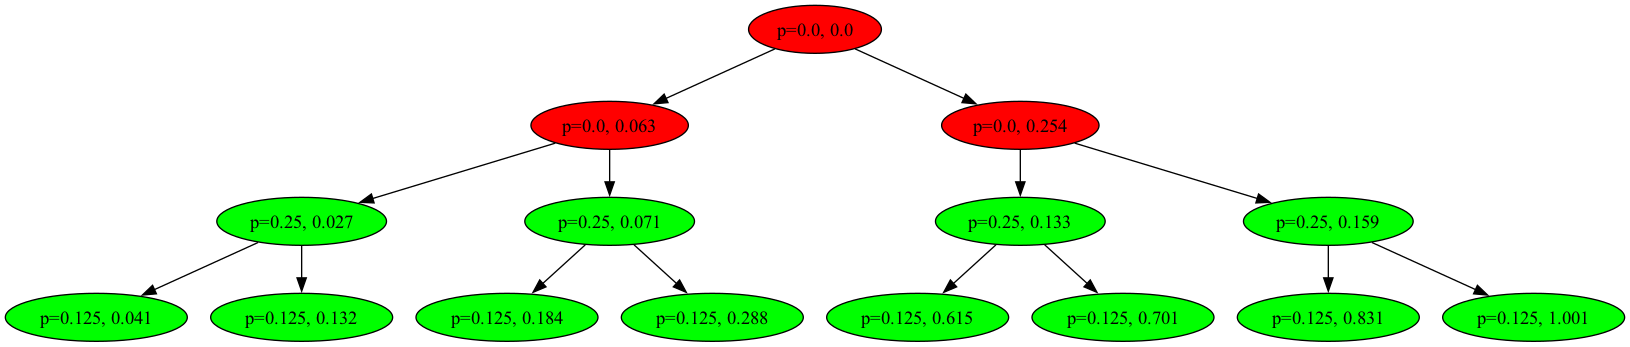 p=0.0, 0.0
p=0.0, 0.063
p=0.0, 0.254
p=0.25, 0.027
p=0.25, 0.071
p=0.25, 0.133
p=0.25, 0.159
p=0.125, 0.041
p=0.125, 0.132
p=0.125, 0.184
p=0.125, 0.288
p=0.125, 0.615
p=0.125, 0.701
p=0.125, 0.831
p=0.125, 1.001